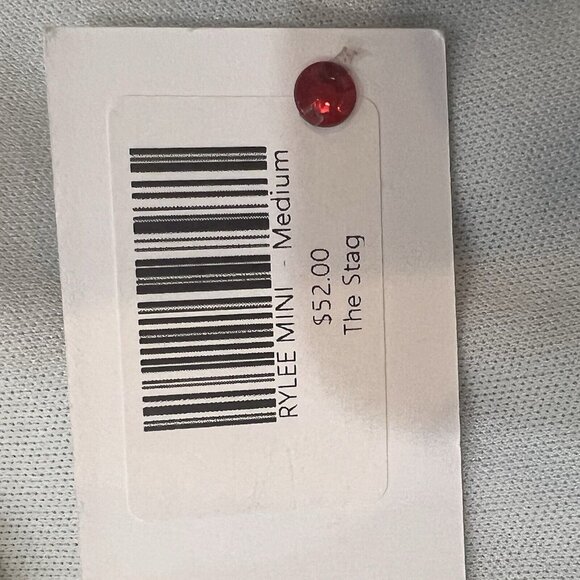 RYLEE MINI - Medium
$52.00
The Stag